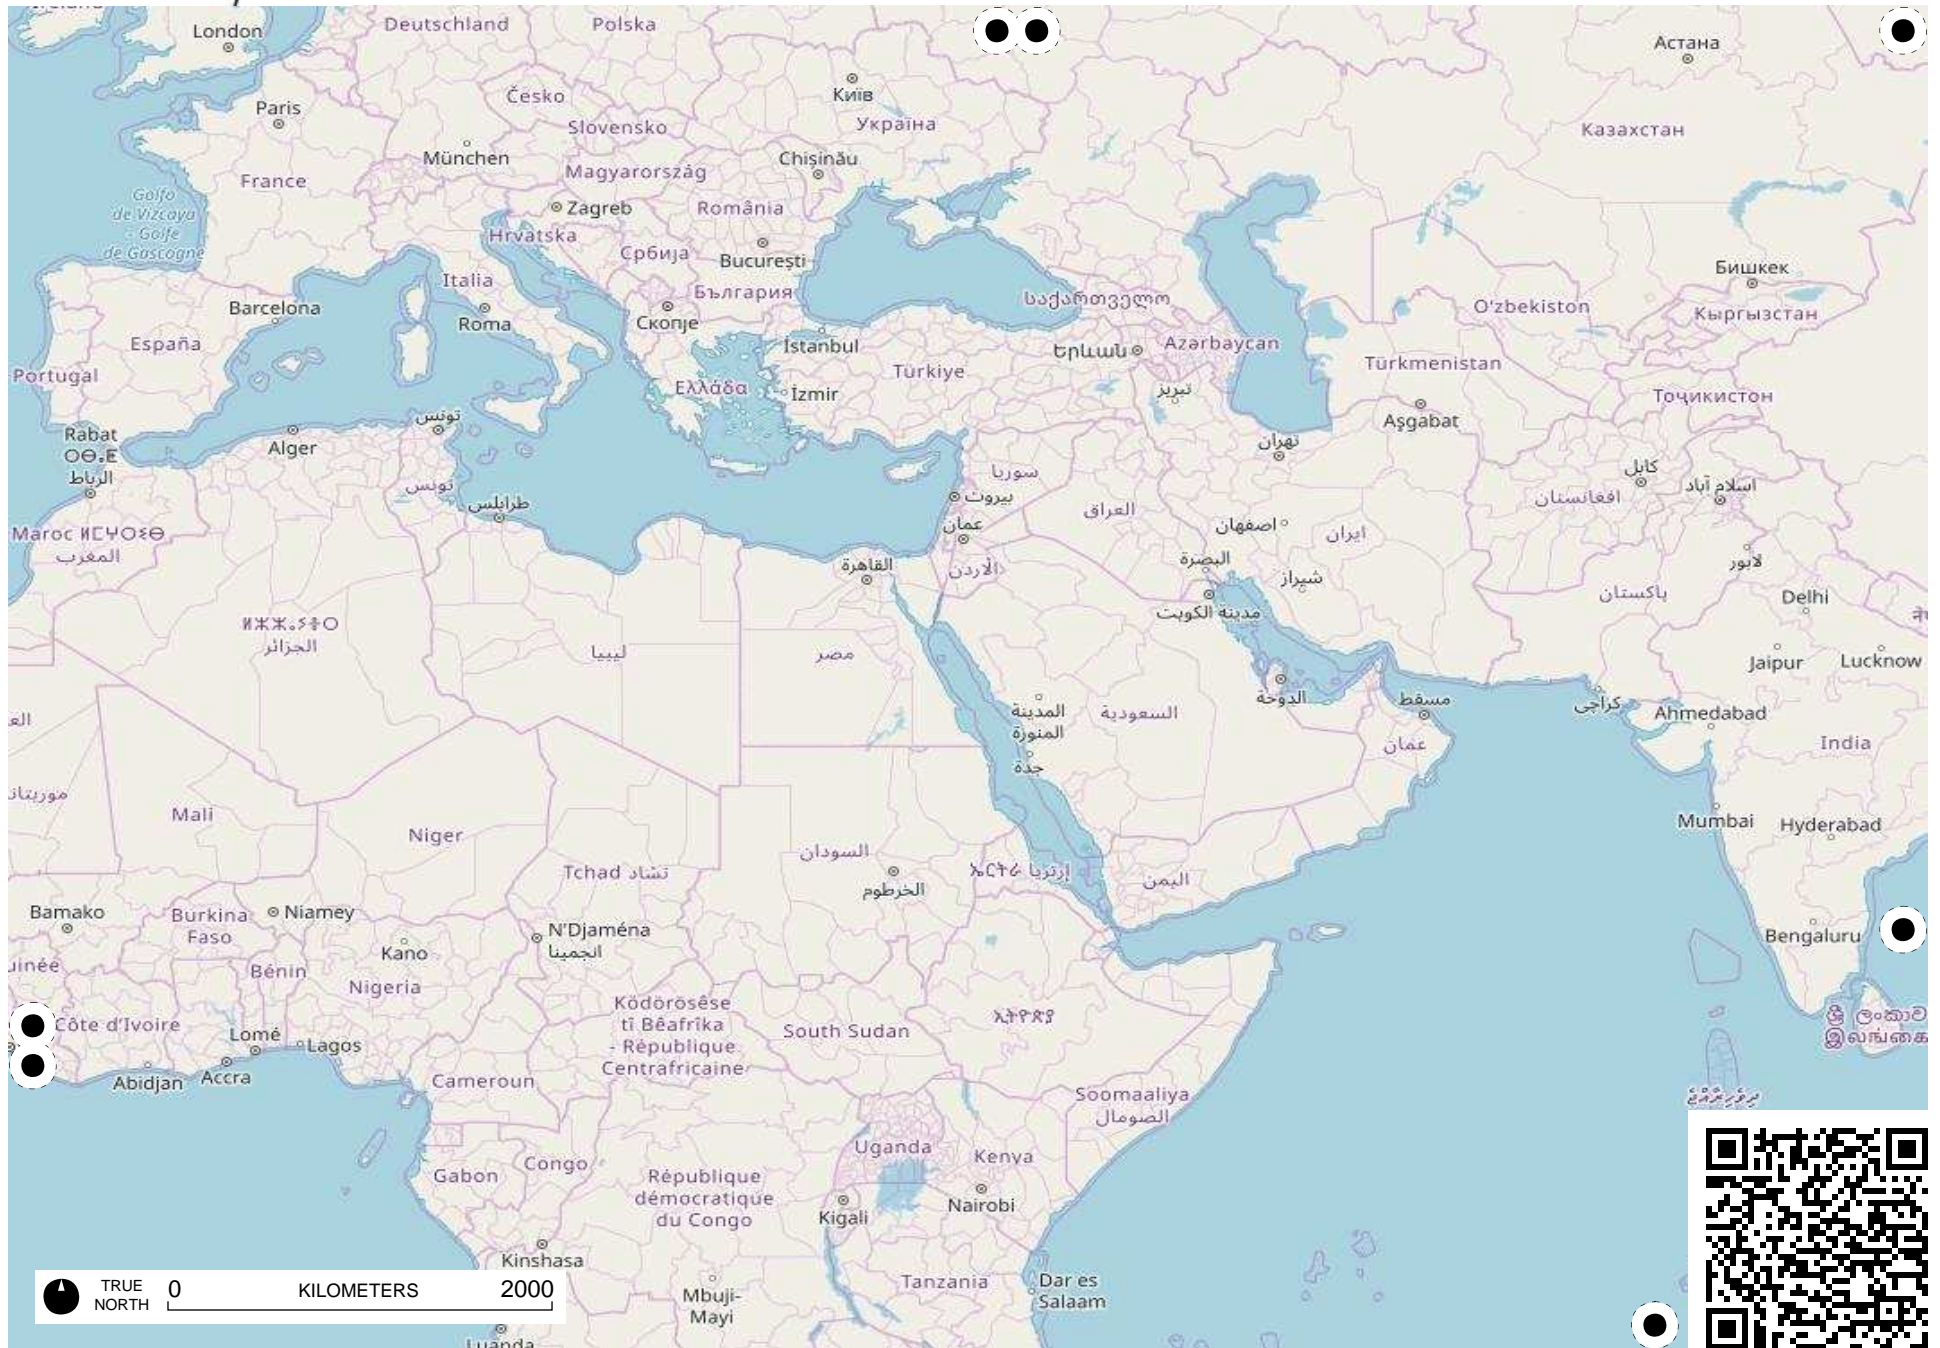 London
Deutschland
Polska
Астана
Paris
Česko
Київ
Україна
Slovensko
Казахстан
München
Chișinău
Magyarország
France
Golfo
de Vizcaya
- Golfe
de Gascogne
Zagreb
România
Hrvatska
Србија
București
Бишкек
Italia
България
საქართველო
O'zbekiston
Кыргызстан
Barcelona
Roma
Скопје
España
İstanbul
Երևան
Azərbaycan
Türkmenistan
Portugal
Türkiye
Ελλάδα
İzmir
تبریز
Тоҷикистон
Aşgabat
تونس
Rabat
ⵔⴱⴰⵟ
الرباط
Alger
تهران
سوريا
كابل
اسلام آباد
تونس
طرابلس
بيروت
العراق
افغانستان
عمان
اصفهان
ایران
Maroc ⵍⵎⵖⵔⵉⴱ
المغرب
القاهرة
الأردن
البصرة
شیراز
لاہور
مدينة الكويت
پاکستان
Delhi
ⵍⵣⵣⴰⵢⵔ
الجزائر
ليبيا
مصر
Jaipur
Lucknow
المدينة
المنورة
السعودية
الدوحة
مسقط
کراچی
Ahmedabad
عمان
India
جدة
Mali
Niger
Mumbai
Hyderabad
السودان
Tchad تشاد
ኤርትራ إرتريا
اليمن
الخرطوم
Bamako
Burkina
Faso
Niamey
N'Djaména
انجمينا
Kano
Bengaluru
Bénin
Nigeria
Ködörösêse
tî Bêafrîka
- République
Centrafricaine
South Sudan
ኢትዮጵያ
Côte d'Ivoire
Lomé
Lagos
Abidjan
Accra
Cameroun
Soomaaliya
الصومال
ދިވެހިރާއްޖެ
Uganda
Kenya
Gabon
Congo
République
démocratique
du Congo
Kigali
Nairobi
Kinshasa
Tanzania
Dar es
Salaam
Mbuji-
Mayi
Luanda
TRUE
NORTH
0
KILOMETERS
2000